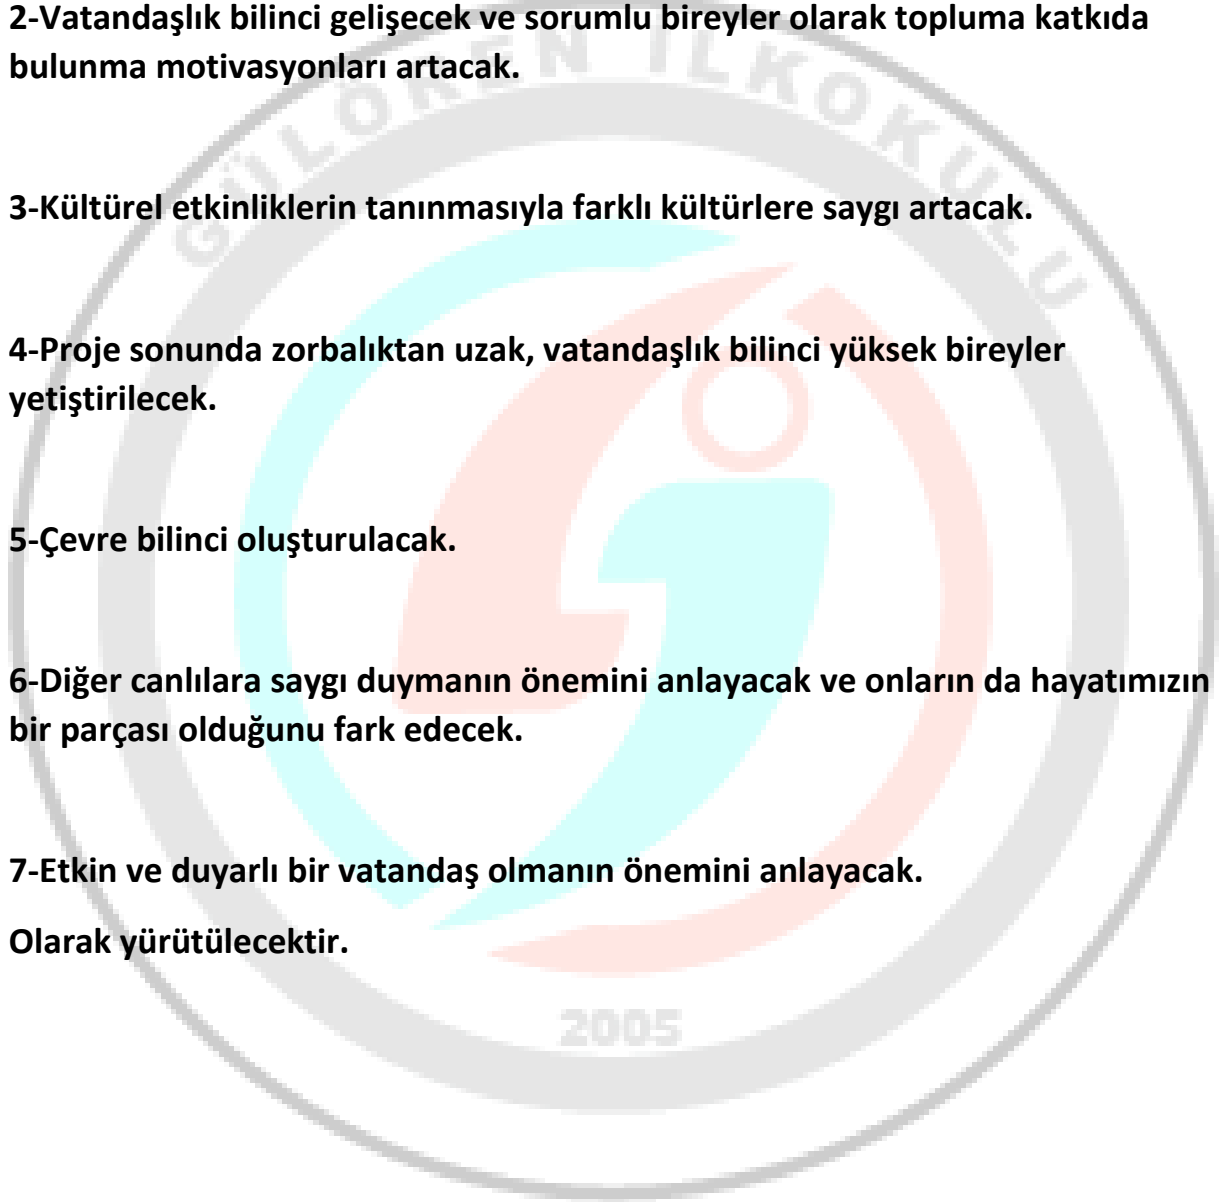 2-Vatandaşlık bilinci gelişecek ve sorumlu bireyler olarak topluma katkıda
bulunma motivasyonları artacak.
3-Kültürel etkinliklerin tanınmasıyla farklı kültürlere saygı artacak.
4-Proje sonunda zorbalıktan uzak, vatandaşlık bilinci yüksek bireyler
yetiştirilecek.
5-Çevre bilinci oluşturulacak.
6-Diğer canlılara saygı duymanın önemini anlayacak ve onların da hayatımızın
bir parçası olduğunu fark edecek.
7-Etkin ve duyarlı bir vatandaş olmanın önemini anlayacak.
Olarak yürütülecektir.
GÜLÖREN İLKOKULU
2005